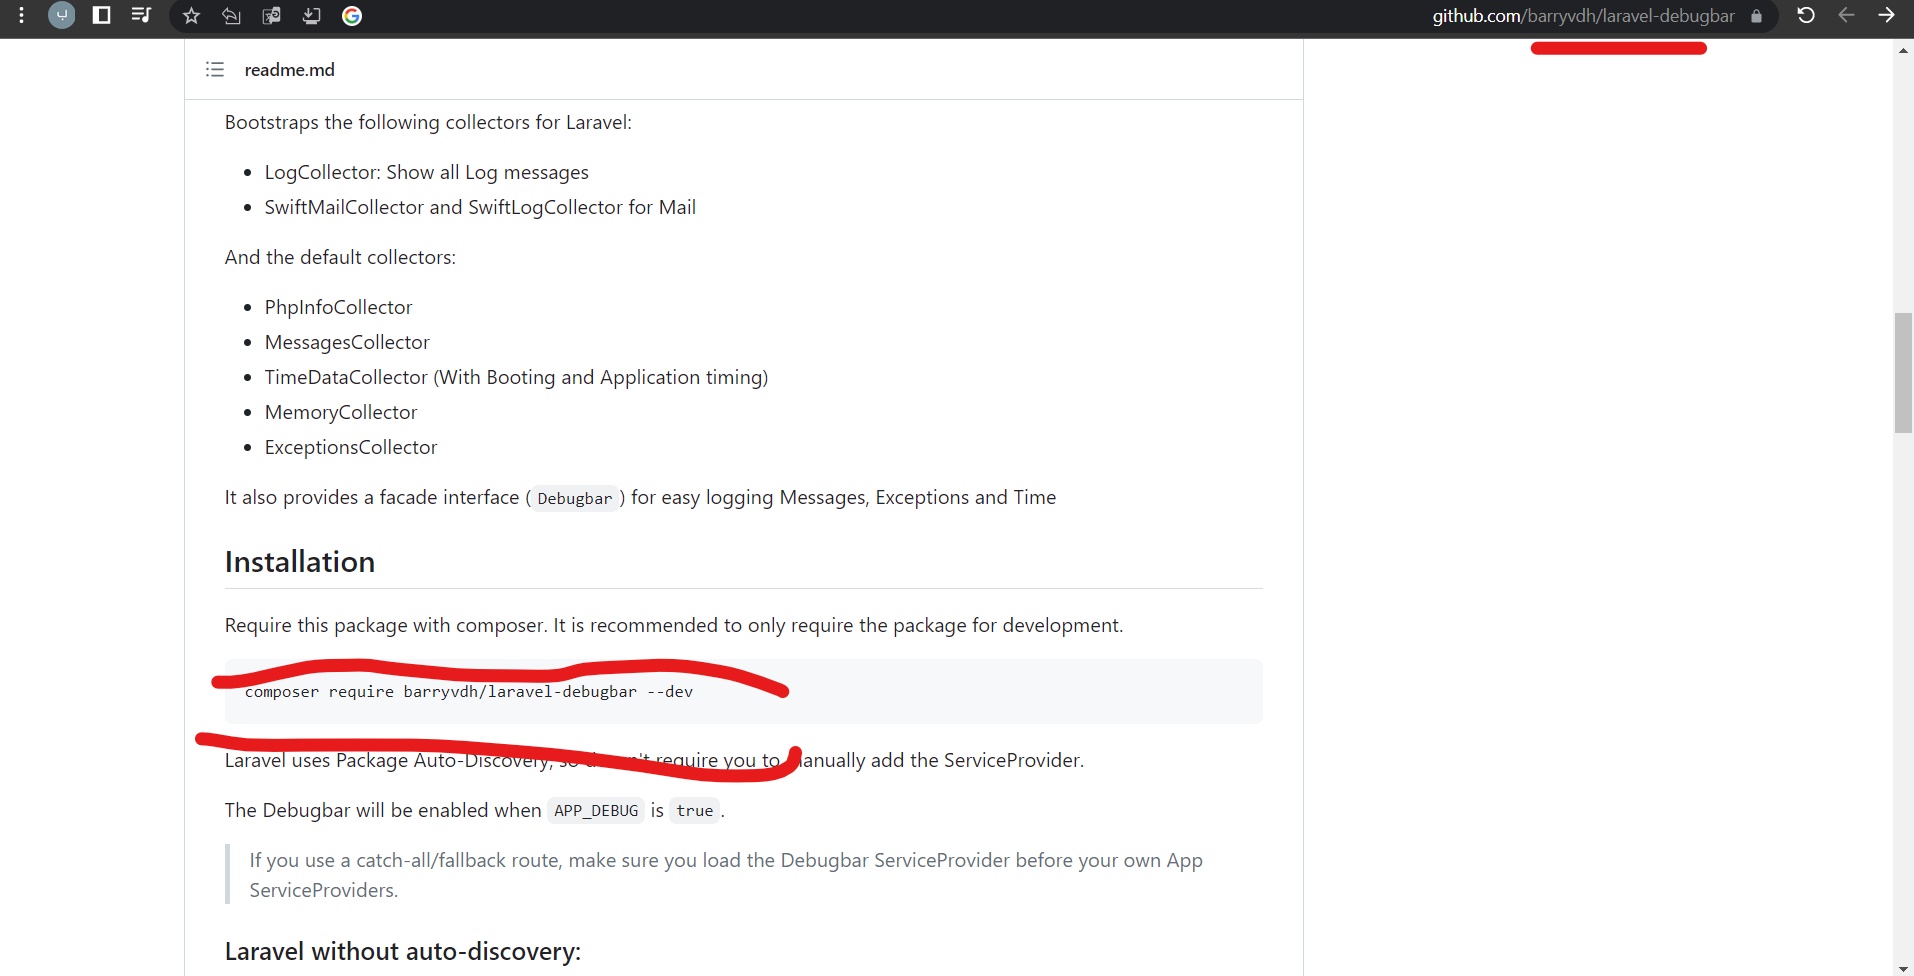 github.com/barryvdh/laravel-debugbar
readme.md
Bootstraps the following collectors for Laravel:
LogCollector: Show all Log messages
SwiftMailCollector and SwiftLogCollector for Mail
And the default collectors:
PhpInfoCollector
MessagesCollector
TimeDataCollector (With Booting and Application timing)
MemoryCollector
ExceptionsCollector
It also provides a facade interface (Debugbar) for easy logging Messages, Exceptions and Time
Installation
Require this package with composer. It is recommended to only require the package for development.
composer require barryvdh/laravel-debugbar --dev
Laravel uses Package Auto-Discovery, so doesn't require you to manually add the ServiceProvider.
The Debugbar will be enabled when APP_DEBUG is true.
If you use a catch-all/fallback route, make sure you load the Debugbar ServiceProvider before your own App
ServiceProviders.
Laravel without auto-discovery: